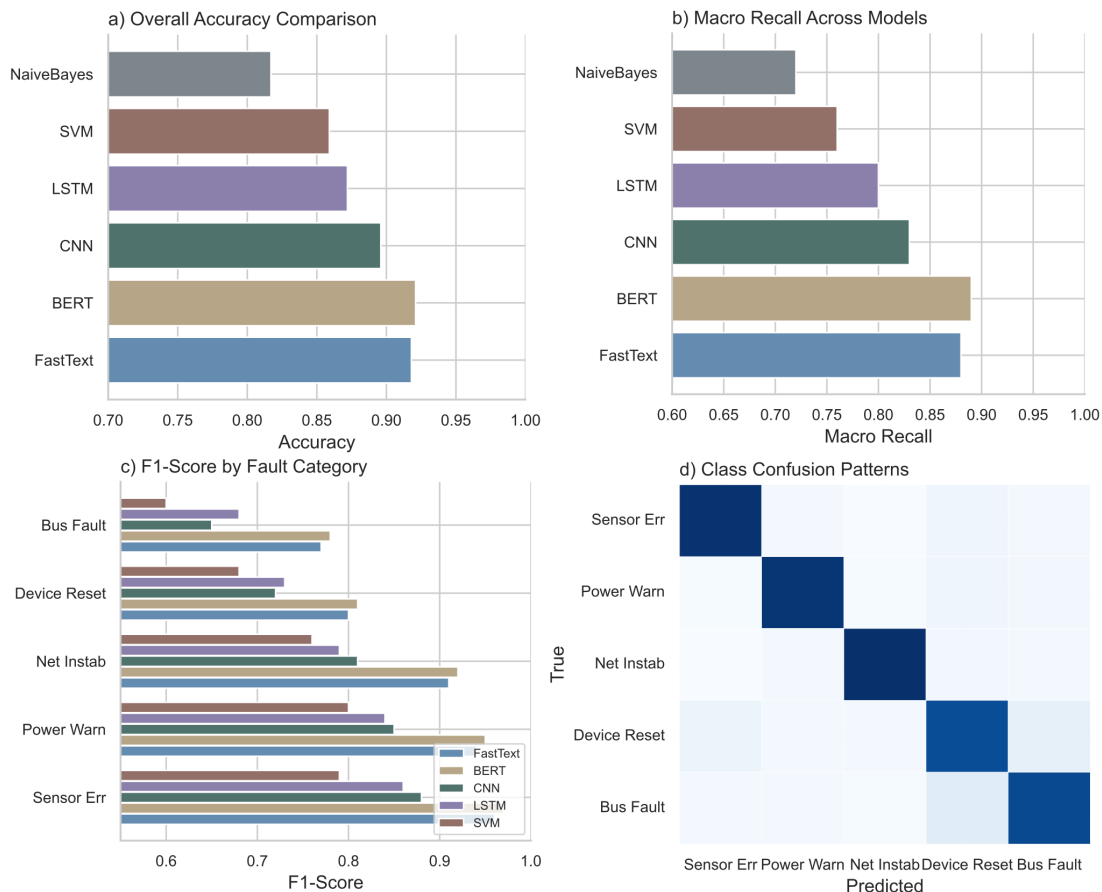 a) Overall Accuracy Comparison
NaiveBayes
SVM
LSTM
CNN
BERT
FastText
0.70 0.75 0.80 0.85 0.90 0.95 1.00
Accuracy
b) Macro Recall Across Models
NaiveBayes
SVM
LSTM
CNN
BERT
FastText
0.60 0.65 0.70 0.75 0.80 0.85 0.90 0.95 1.00
Macro Recall
c) F1-Score by Fault Category
Bus Fault
Device Reset
Net Instab
Power Warn
Sensor Err
FastText
BERT
CNN
LSTM
SVM
0.6 0.7 0.8 0.9 1.0
F1-Score
d) Class Confusion Patterns
True
Sensor Err
Power Warn
Net Instab
Device Reset
Bus Fault
Sensor Err Power Warn Net Instab Device Reset Bus Fault
Predicted